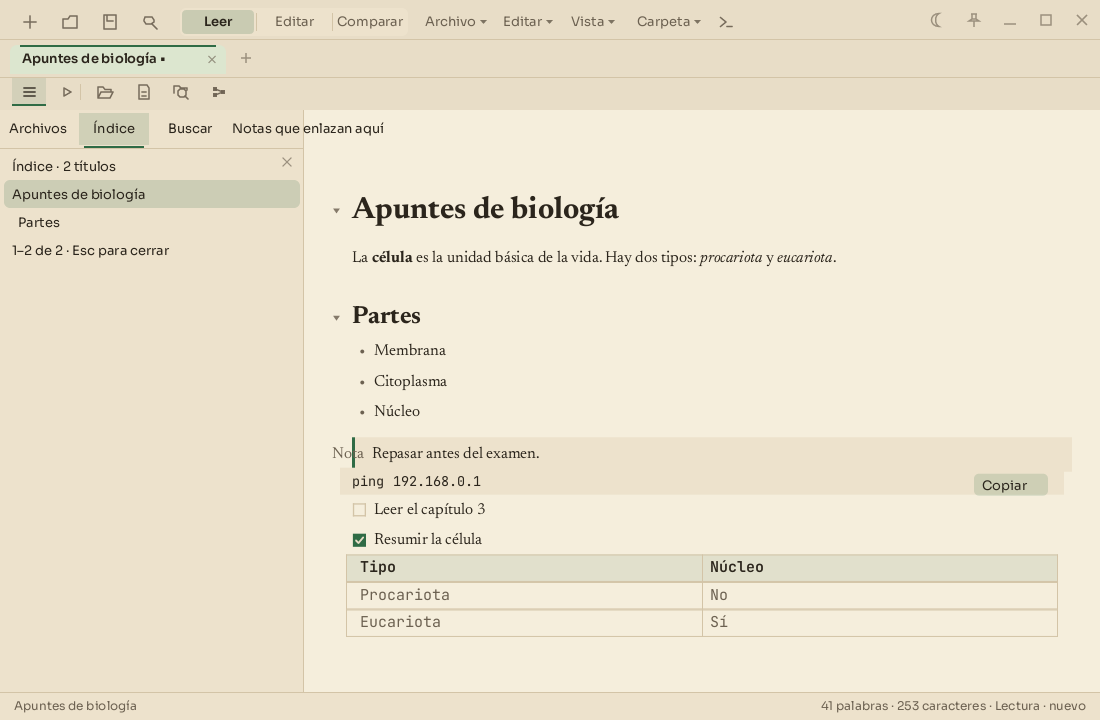 Leer Editar Comparar Archivo Editar Vista Carpeta
Apuntes de biología •
Archivos Índice Buscar Notas que enlazan aquí
Índice · 2 títulos
Apuntes de biología
Partes
1–2 de 2 · Esc para cerrar
Apuntes de biología
La célula es la unidad básica de la vida. Hay dos tipos: procariota y eucariota.
Partes
• Membrana
• Citoplasma
• Núcleo
Nota Repasar antes del examen.
ping 192.168.0.1 Copiar
Leer el capítulo 3
Resumir la célula
Tipo Núcleo
Procariota No
Eucariota Sí
Apuntes de biología 41 palabras · 253 caracteres · Lectura · nuevo